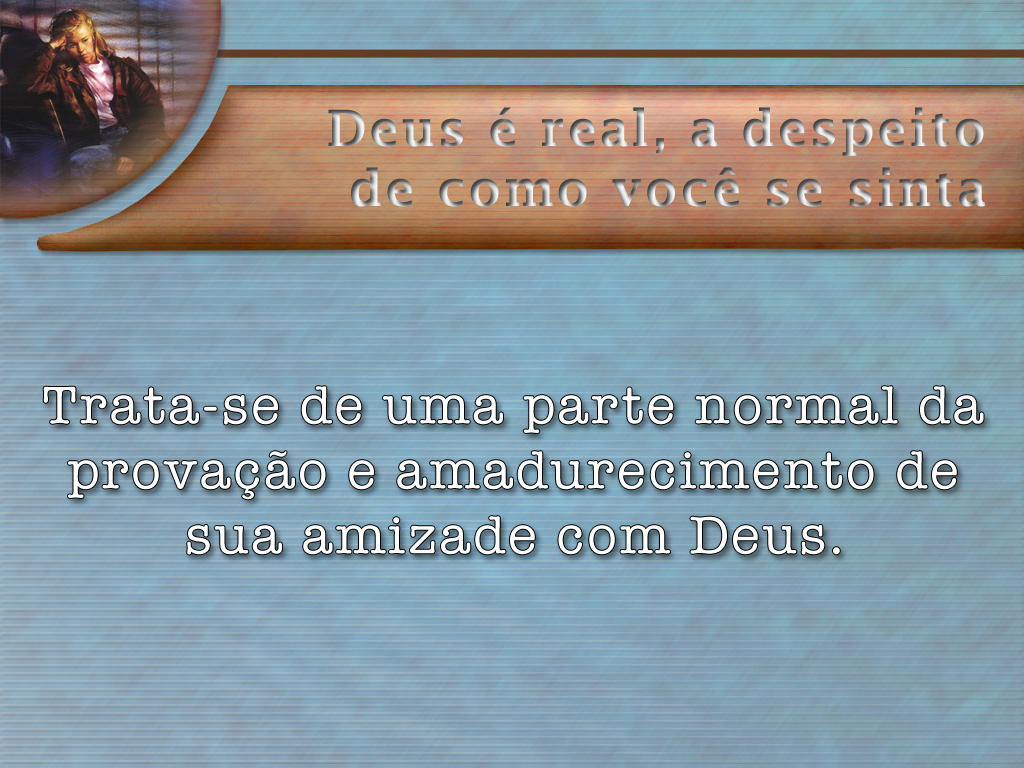 Deus é real, a despeito
de como você se sinta
Trata-se de uma parte normal da
provação e amadurecimento de
sua amizade com Deus.